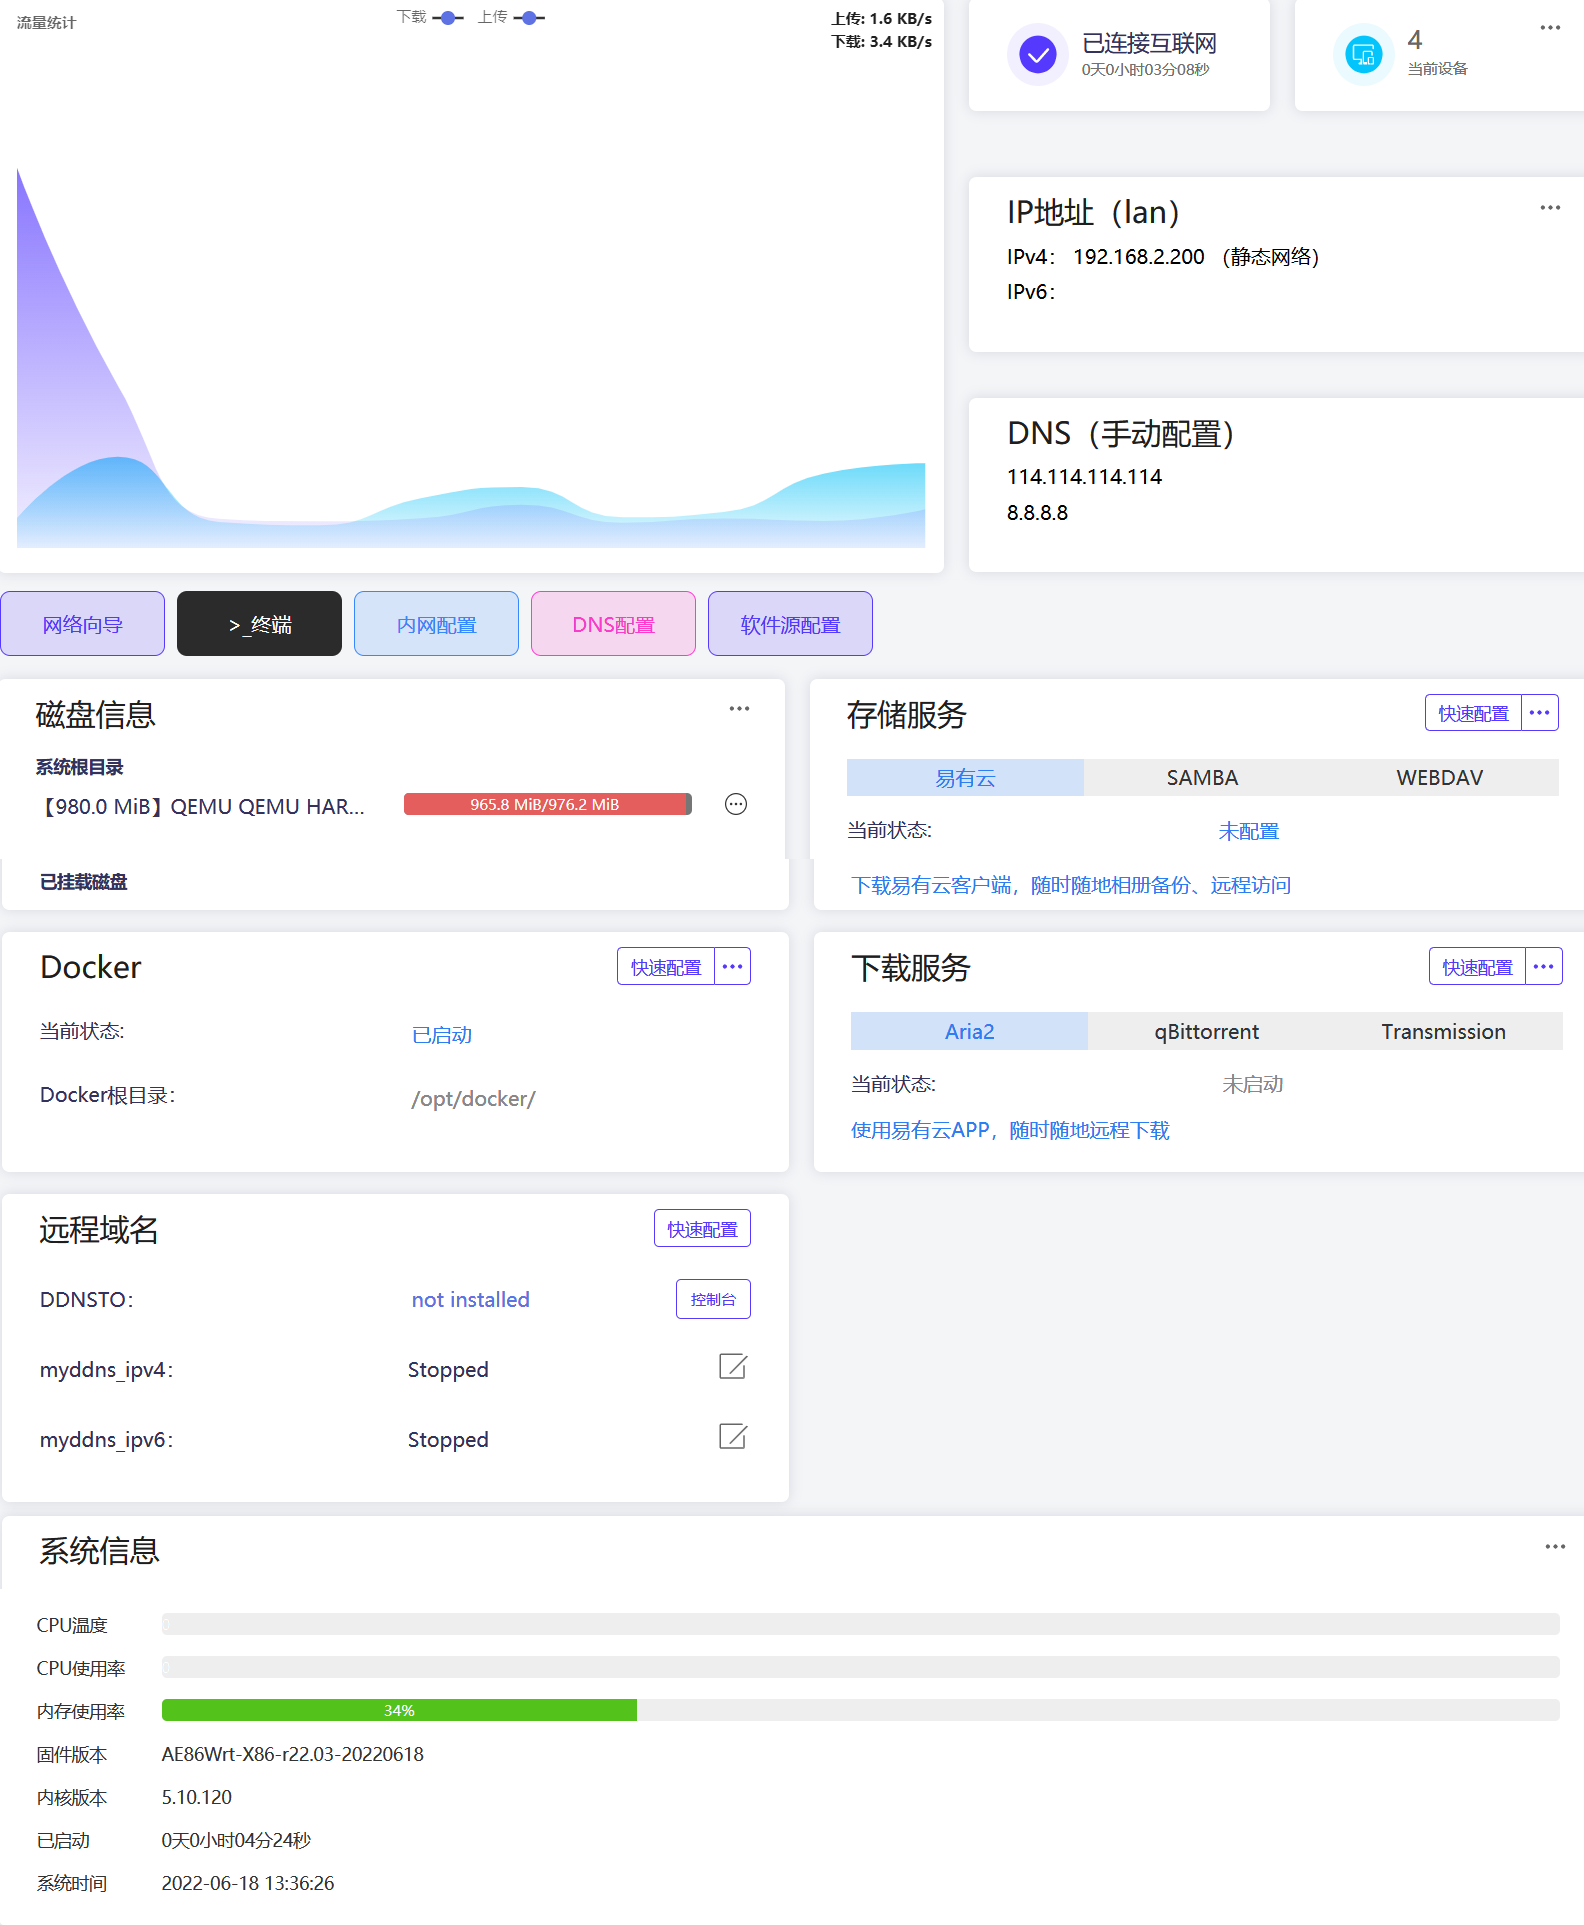 流量统计
下载 上传
上传: 1.6 KB/s
下载: 3.4 KB/s
已连接互联网
0天0小时03分08秒
4
当前设备
IP地址（lan）
IPv4： 192.168.2.200 （静态网络）
IPv6：
DNS（手动配置）
114.114.114.114
8.8.8.8
网络向导
>_终端
内网配置
DNS配置
软件源配置
磁盘信息
系统根目录
【980.0 MiB】QEMU QEMU HAR...
965.8 MiB/976.2 MiB
已挂载磁盘
存储服务
快速配置
易有云 SAMBA WEBDAV
当前状态: 未配置
下载易有云客户端，随时随地相册备份、远程访问
Docker
快速配置
当前状态: 已启动
Docker根目录： /opt/docker/
下载服务
快速配置
Aria2 qBittorrent Transmission
当前状态: 未启动
使用易有云APP，随时随地远程下载
远程域名
快速配置
DDNSTO： not installed 控制台
myddns_ipv4： Stopped
myddns_ipv6： Stopped
系统信息
CPU温度 0
CPU使用率 0
内存使用率 34%
固件版本 AE86Wrt-X86-r22.03-20220618
内核版本 5.10.120
已启动 0天0小时04分24秒
系统时间 2022-06-18 13:36:26